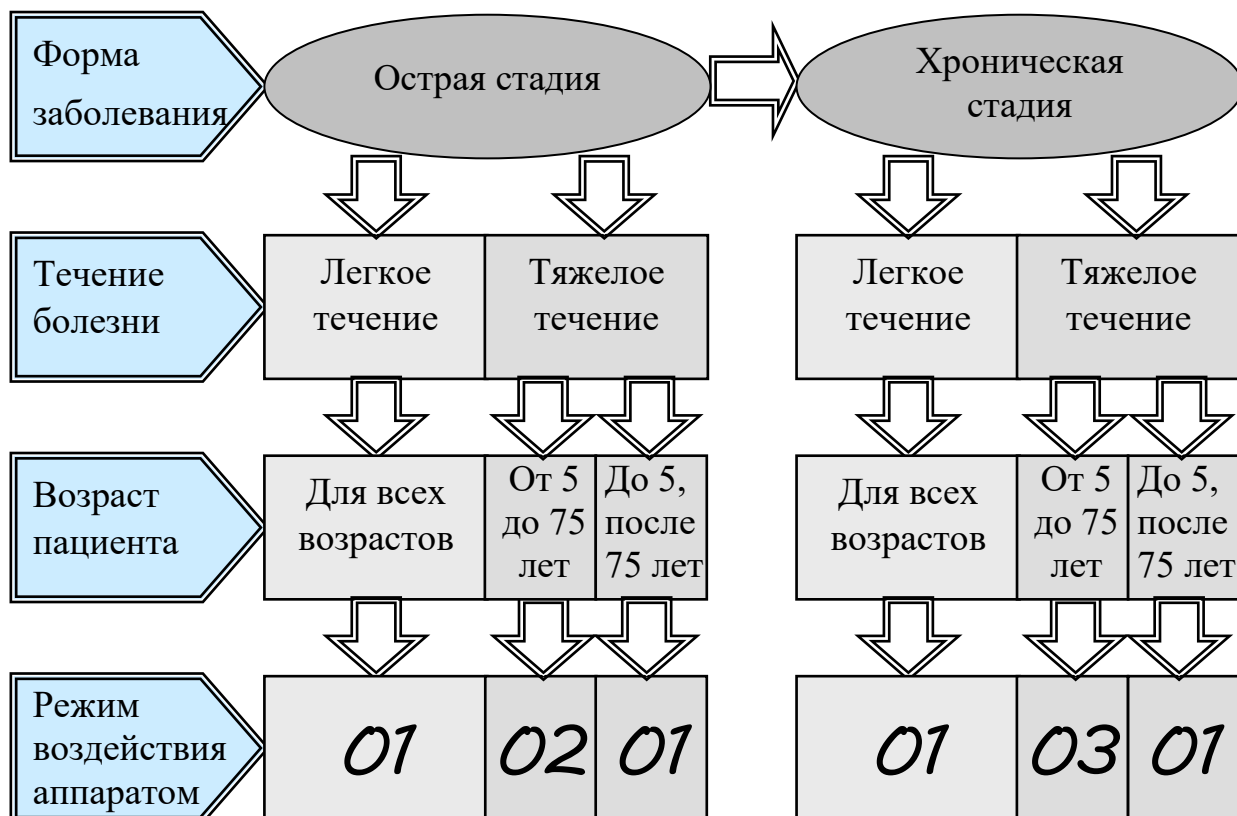 Форма
заболевания
Острая стадия
Хроническая
стадия
Течение
болезни
Легкое
течение
Тяжелое
течение
Легкое
течение
Тяжелое
течение
Возраст
пациента
Для всех
возрастов
От 5
до 75
лет
До 5,
после
75 лет
Для всех
возрастов
От 5
до 75
лет
До 5,
после
75 лет
Режим
воздействия
аппаратом
01
02
01
01
03
01